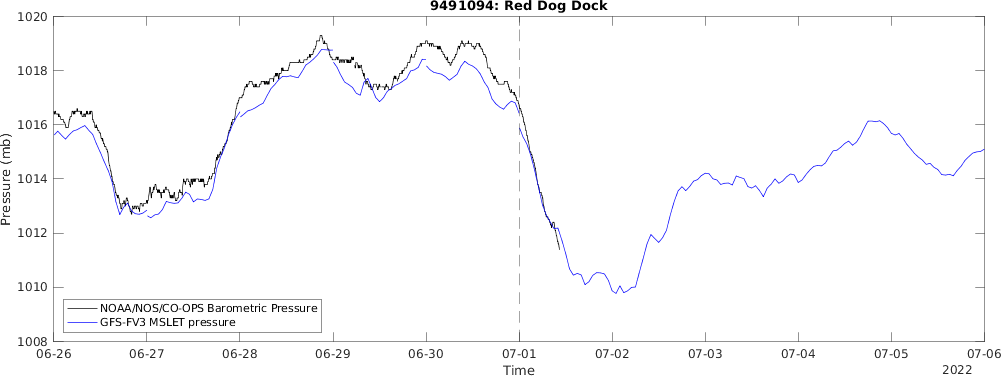 9491094: Red Dog Dock
1020
1018
1016
1014
1012
1010
1008
Pressure (mb)
NOAA/NOS/CO-OPS Barometric Pressure
GFS-FV3 MSLET pressure
06-26 06-27 06-28 06-29 06-30 07-01 07-02 07-03 07-04 07-05 07-06
Time
2022